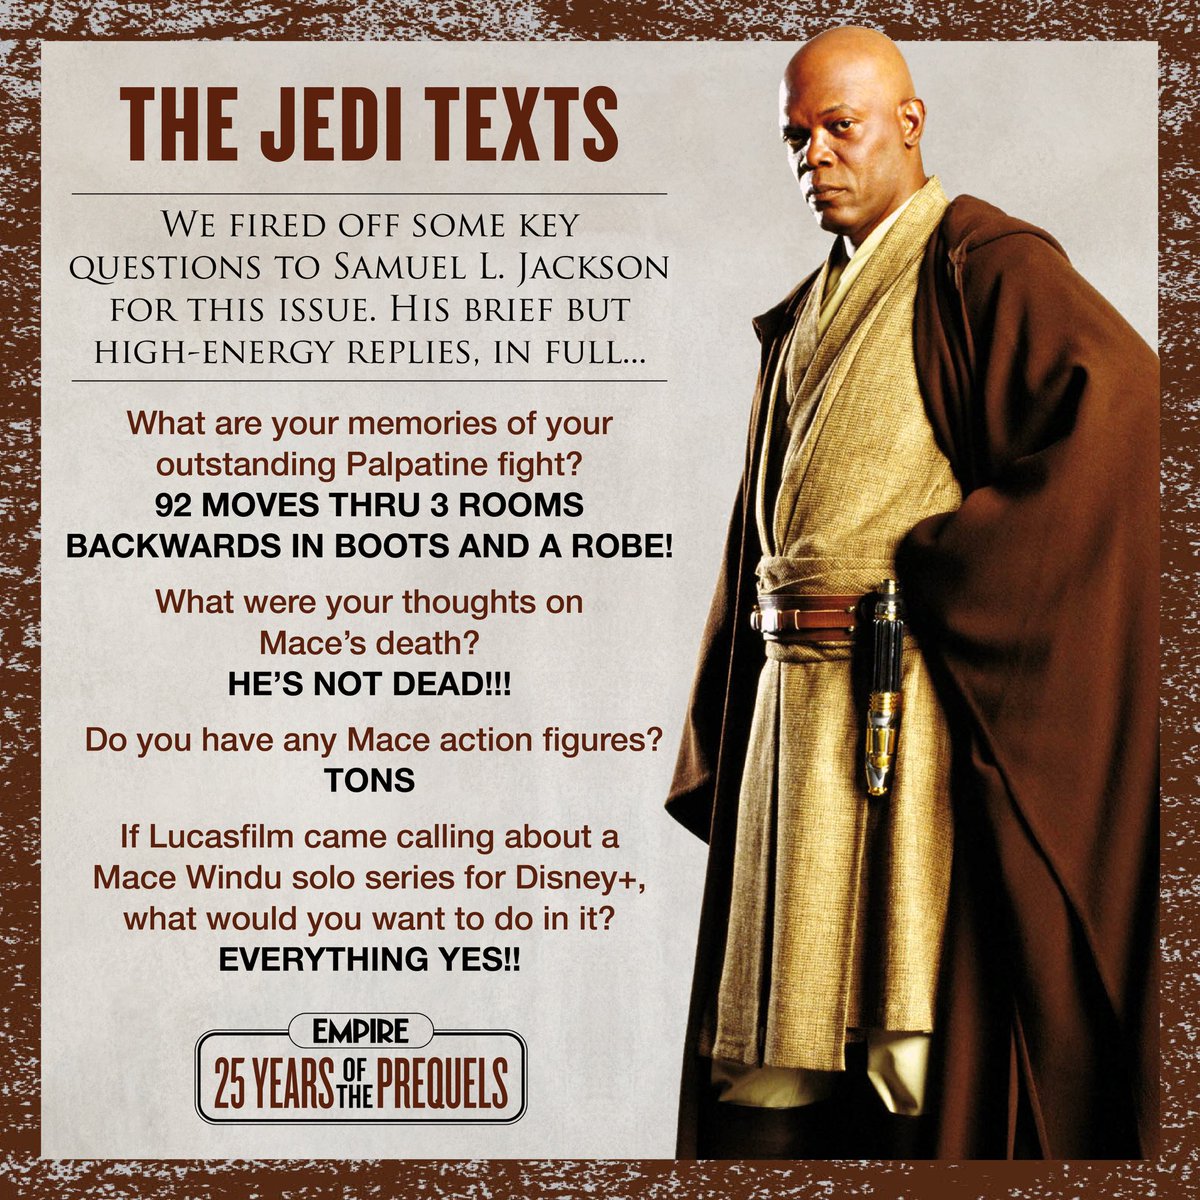 THE JEDI TEXTS
WE FIRED OFF SOME KEY
QUESTIONS TO SAMUEL L. JACKSON
FOR THIS ISSUE. HIS BRIEF BUT
HIGH-ENERGY REPLIES, IN FULL...
What are your memories of your
outstanding Palpatine fight?
92 MOVES THRU 3 ROOMS
BACKWARDS IN BOOTS AND A ROBE!
What were your thoughts on
Mace’s death?
HE’S NOT DEAD!!!
Do you have any Mace action figures?
TONS
If Lucasfilm came calling about a
Mace Windu solo series for Disney+,
what would you want to do in it?
EVERYTHING YES!!
EMPIRE
25 YEARS OF THE PREQUELS